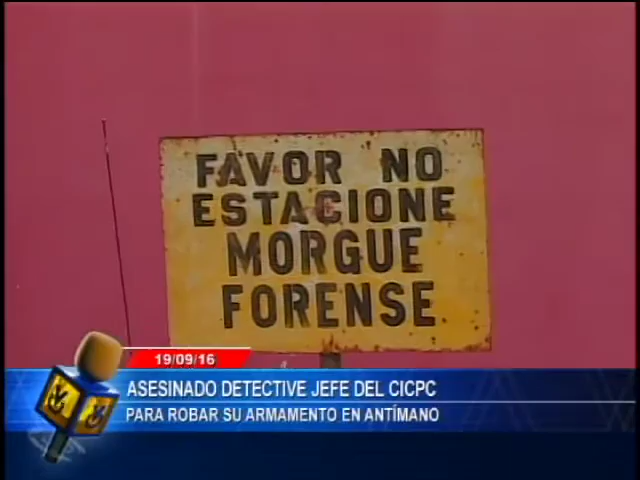 FAVOR NO
ESTACIONE
MORGUE
FORENSE
19/09/16
ASESINADO DETECTIVE JEFE DEL CICPC
PARA ROBAR SU ARMAMENTO EN ANTÍMANO